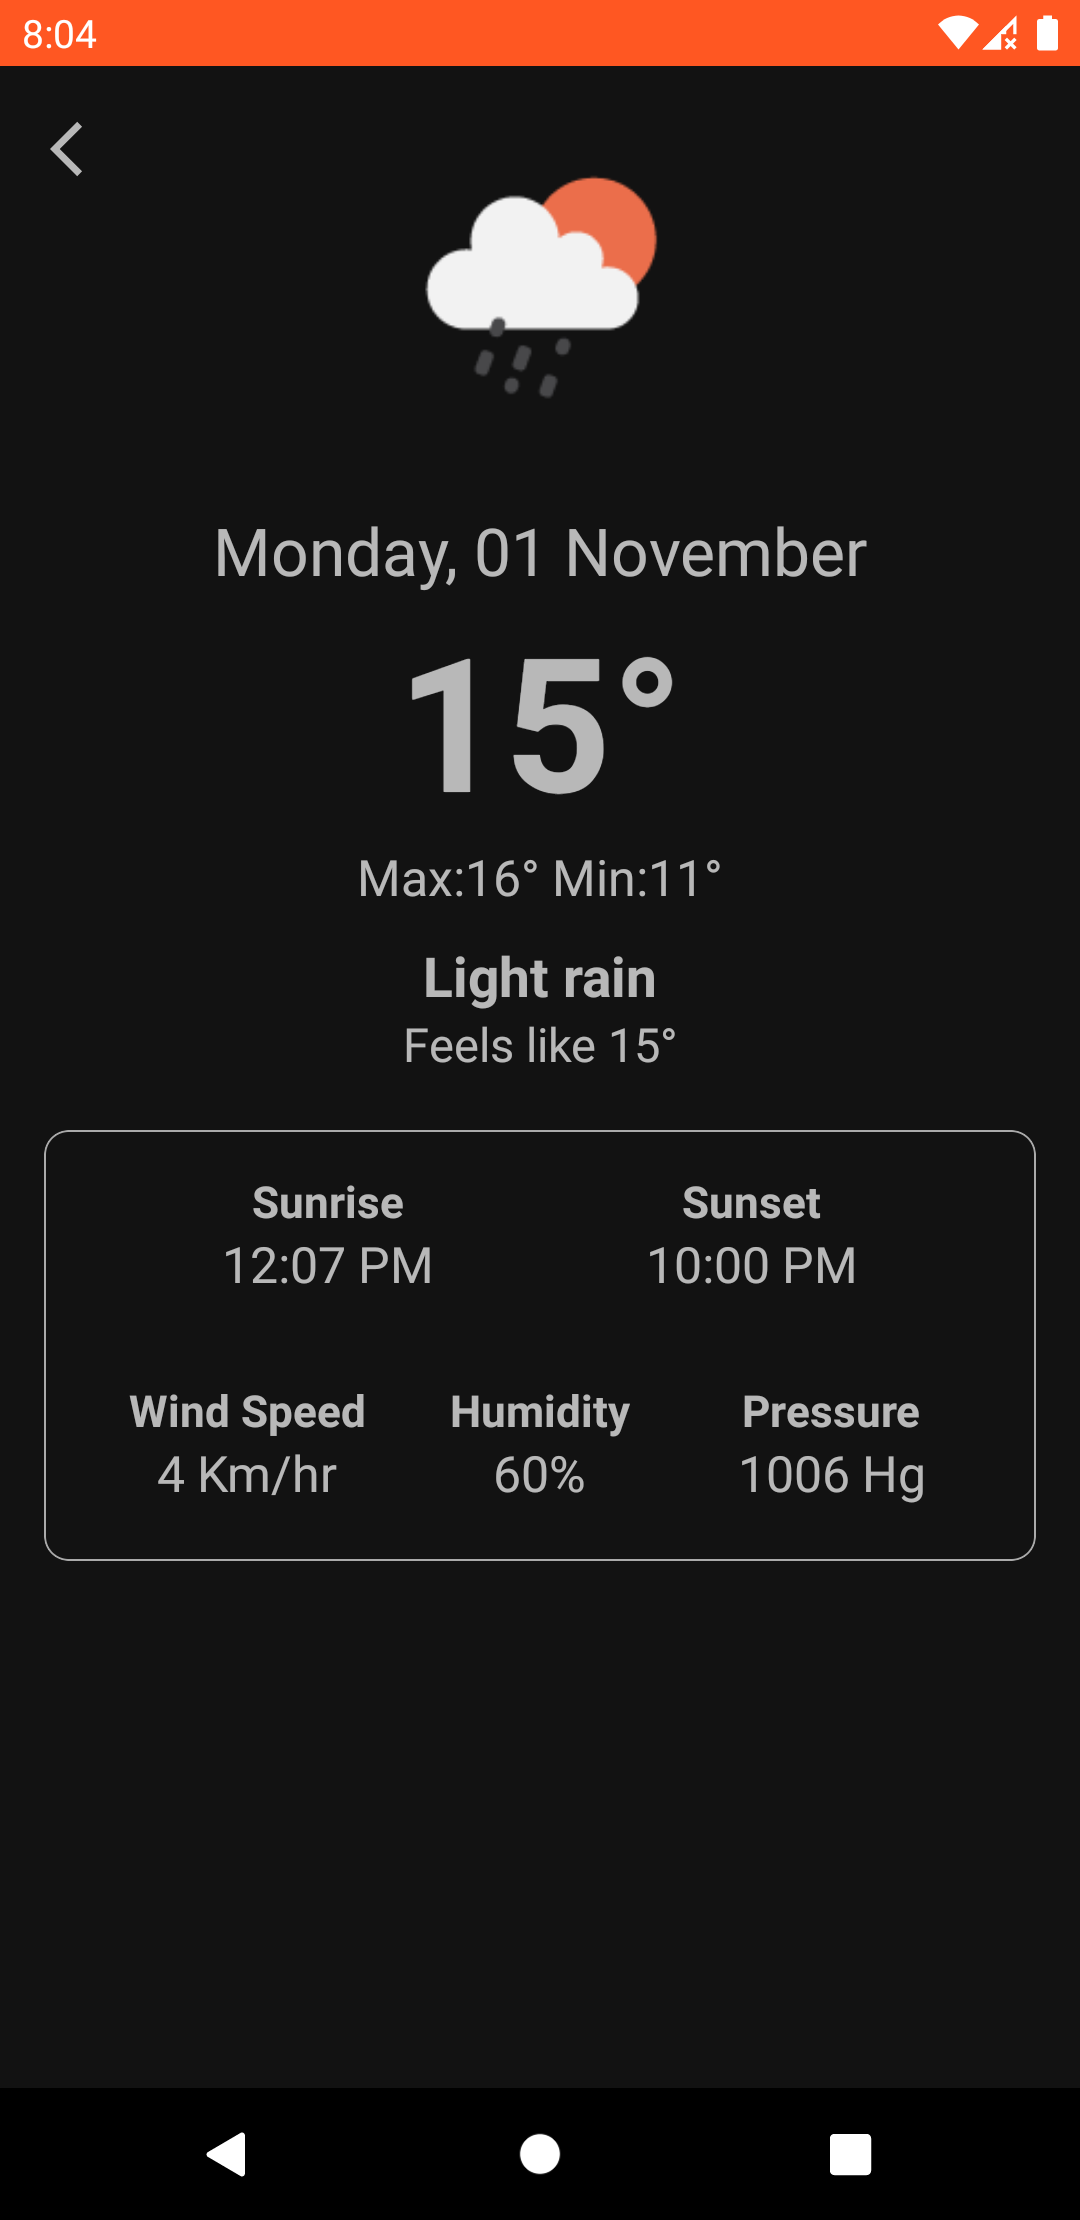 8:04
Monday, 01 November
15°
Max:16° Min:11°
Light rain
Feels like 15°
Sunrise Sunset
12:07 PM 10:00 PM
Wind Speed Humidity Pressure
4 Km/hr 60% 1006 Hg